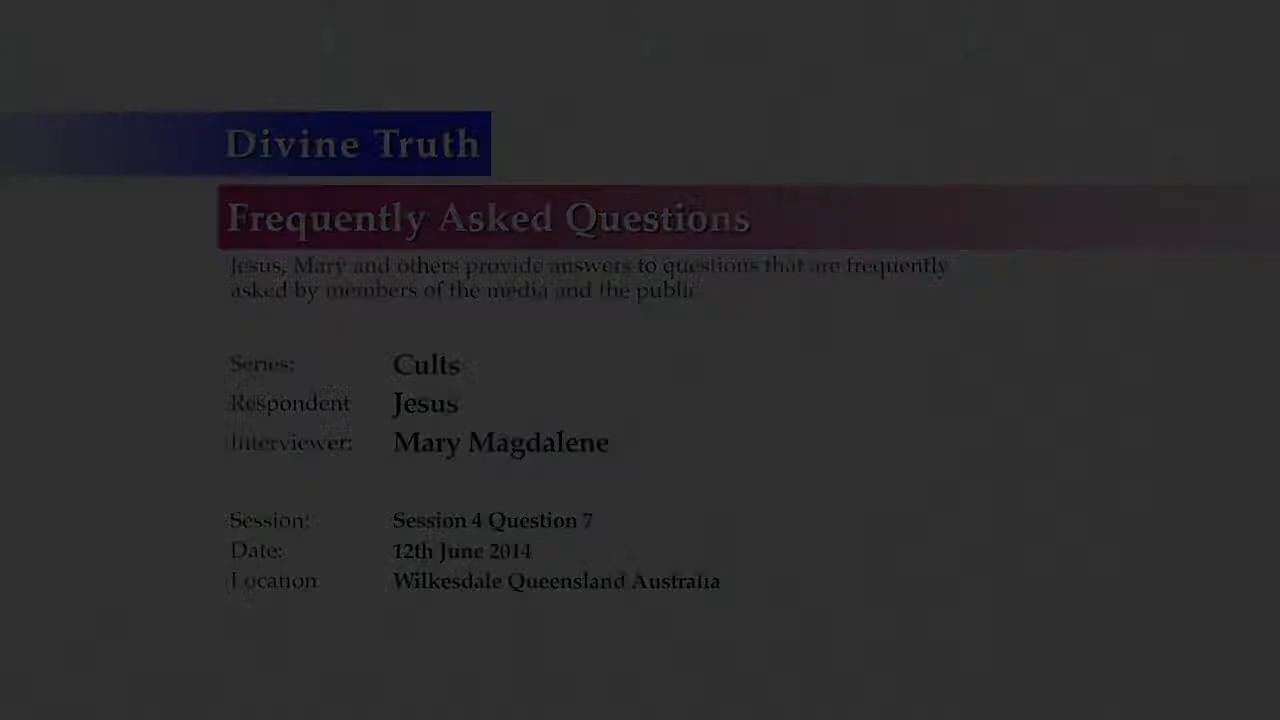 Divine Truth
Frequently Asked Questions
Jesus, Mary and others provide answers to questions that are frequently
asked by members of the media and the public
Series: Cults
Respondent Jesus
Interviewer: Mary Magdalene
Session: Session 4 Question 7
Date: 12th June 2014
Location Wilkesdale Queensland Australia